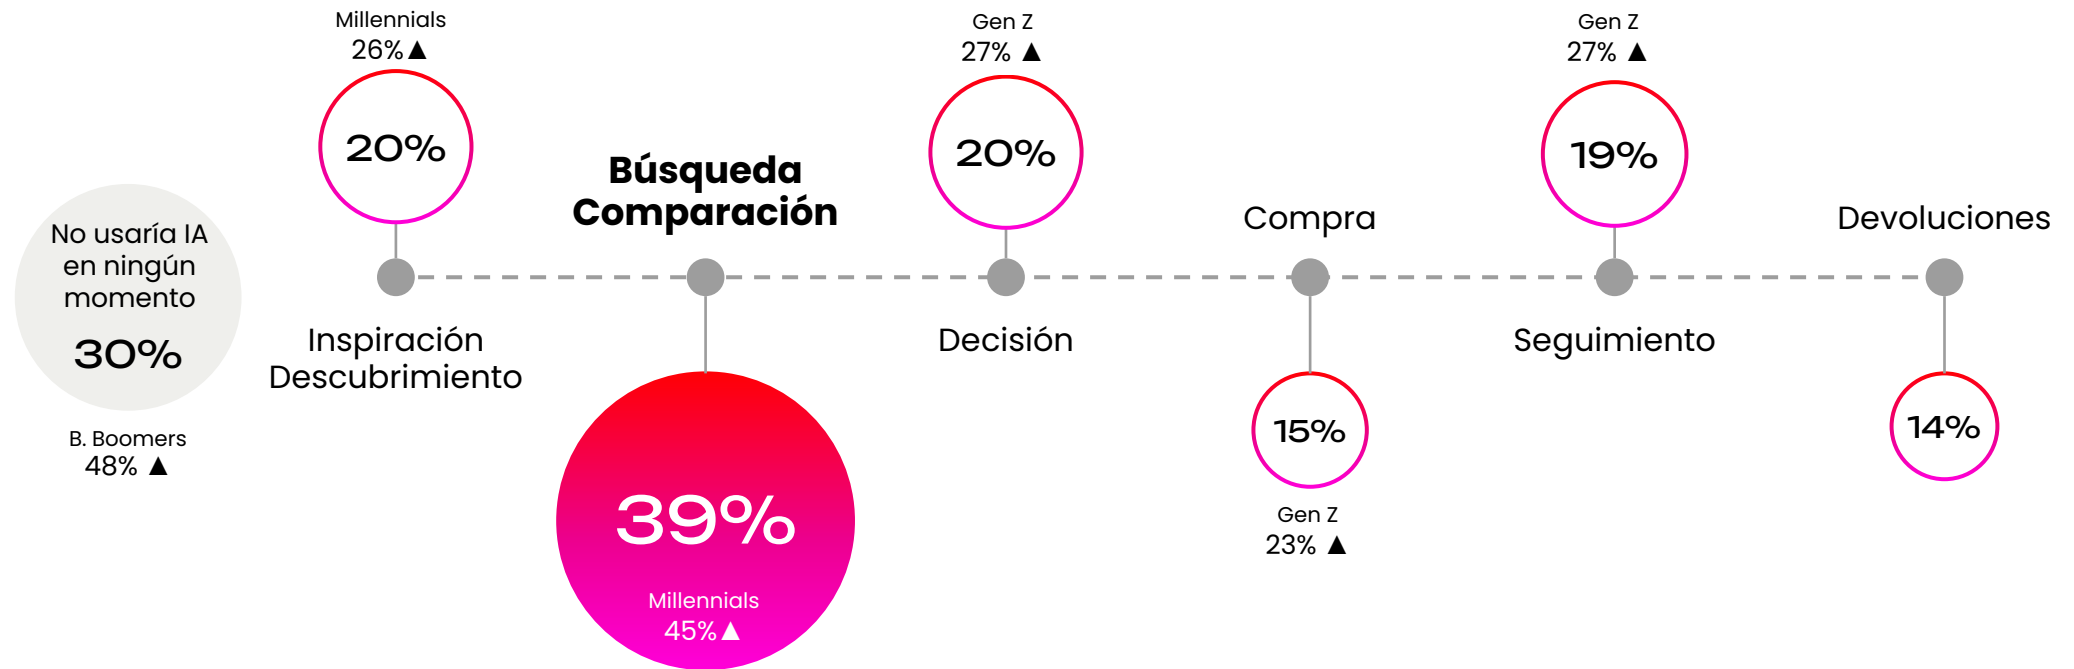 No usaría IA
en ningún
momento
30%
B. Boomers
48% ▲
Millennials
26% ▲
20%
Inspiración
Descubrimiento
Búsqueda
Comparación
39%
Millennials
45% ▲
Gen Z
27% ▲
20%
Decisión
Compra
15%
Gen Z
23% ▲
Gen Z
27% ▲
19%
Seguimiento
Devoluciones
14%